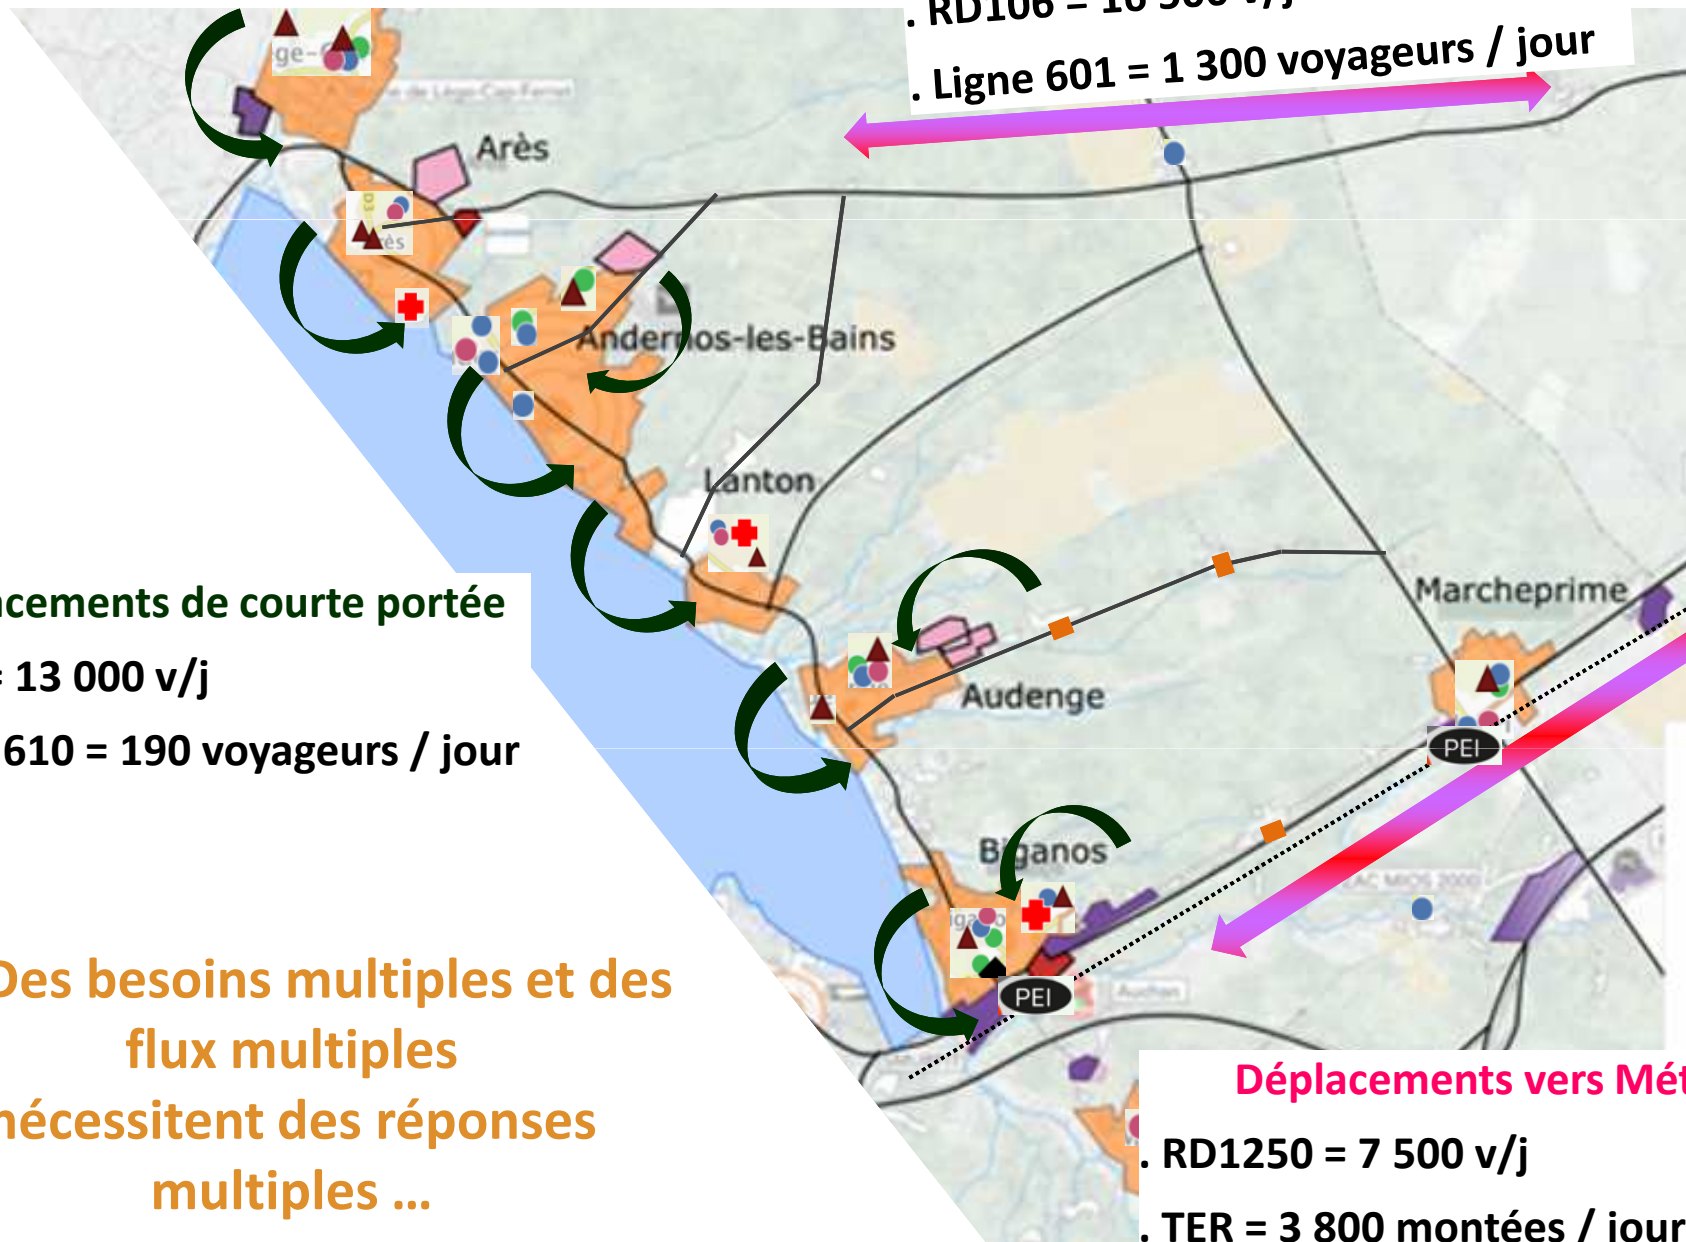 . Ligne 601 = 1 300 voyageurs / jour
Arès
Andernos-les-Bains
Lanton
acements de courte portée
= 13 000 v/j
610 = 190 voyageurs / jour
Marcheprime
Audenge
PEI
Biganos
PEI
Auchan
Des besoins multiples et des
flux multiples
nécessitent des réponses
multiples ...
Déplacements vers Mét
. RD1250 = 7 500 v/j
. TER = 3 800 montées / jour